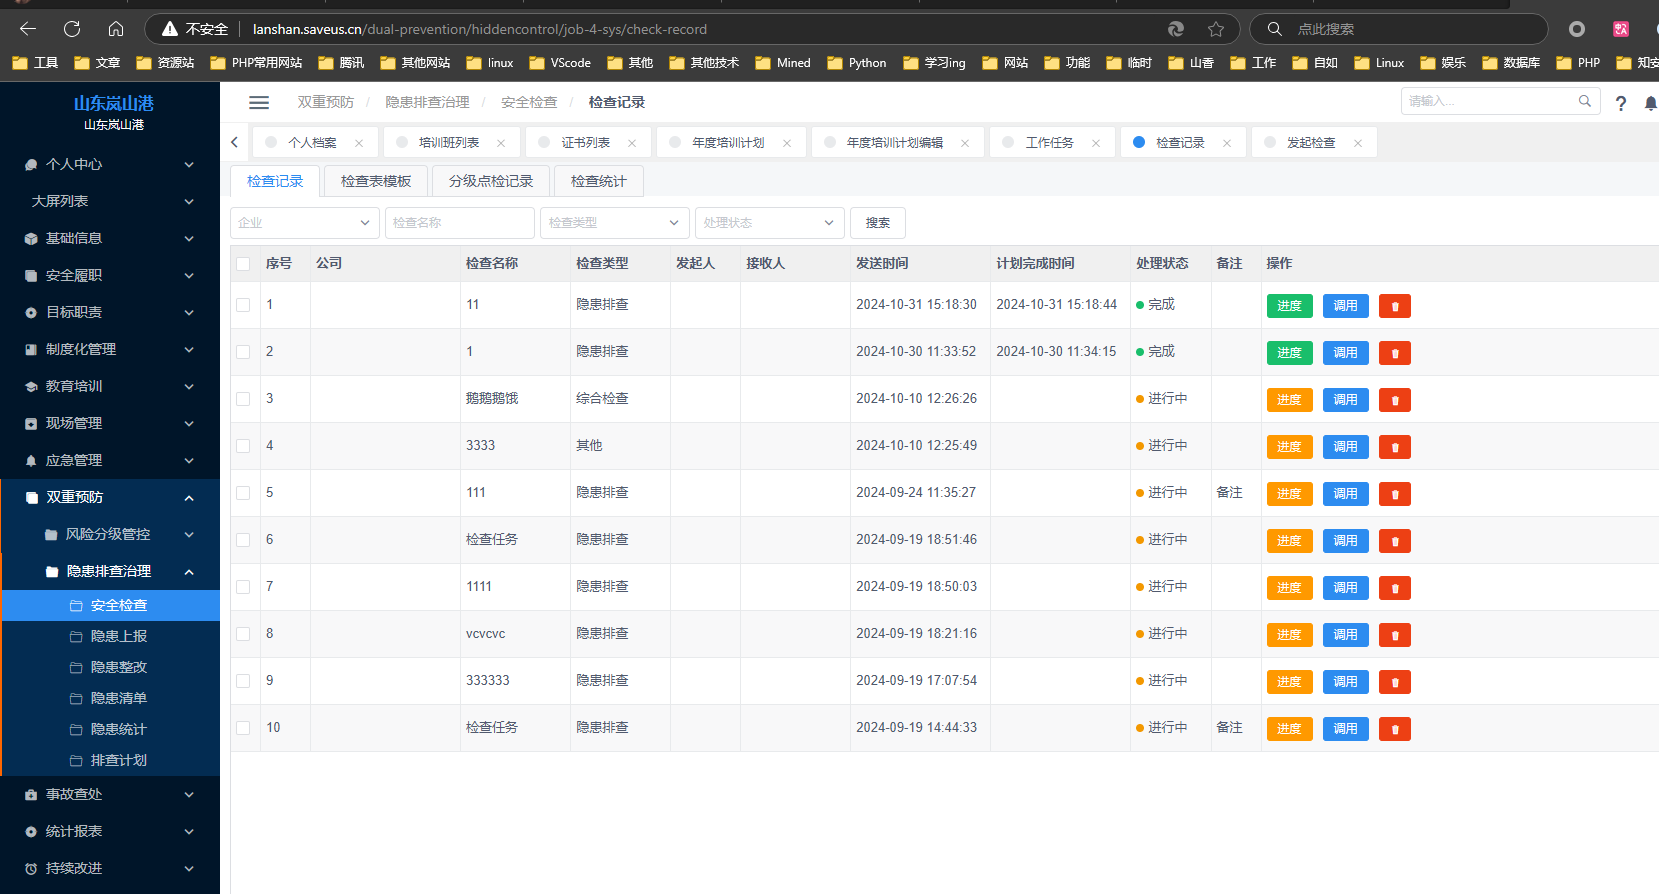 不安全 lanshan.saveus.cn/dual-prevention/hiddencontrol/job-4-sys/check-record 点此搜索
工具 文章 资源站 PHP常用网站 腾讯 其他网站 linux VScode 其他 其他技术 Mined Python 学习ing 网站 功能 临时 山香 工作 自如 Linux 娱乐 数据库 PHP 知安
山东岚山港
山东岚山港
个人中心
大屏列表
基础信息
安全履职
目标职责
制度化管理
教育培训
现场管理
应急管理
双重预防
风险分级管控
隐患排查治理
安全检查
隐患上报
隐患整改
隐患清单
隐患统计
排查计划
事故查处
统计报表
持续改进
双重预防 / 隐患排查治理 / 安全检查 / 检查记录 请输入...
个人档案 培训班列表 证书列表 年度培训计划 年度培训计划编辑 工作任务 检查记录 发起检查
检查记录 检查表模板 分级点检记录 检查统计
企业 检查名称 检查类型 处理状态 搜索
序号 公司 检查名称 检查类型 发起人 接收人 发送时间 计划完成时间 处理状态 备注 操作
1 11 隐患排查 2024-10-31 15:18:30 2024-10-31 15:18:44 完成 进度 调用
2 1 隐患排查 2024-10-30 11:33:52 2024-10-30 11:34:15 完成 进度 调用
3 鹅鹅鹅饿 综合检查 2024-10-10 12:26:26 进行中 进度 调用
4 3333 其他 2024-10-10 12:25:49 进行中 进度 调用
5 111 隐患排查 2024-09-24 11:35:27 进行中 备注 进度 调用
6 检查任务 隐患排查 2024-09-19 18:51:46 进行中 进度 调用
7 1111 隐患排查 2024-09-19 18:50:03 进行中 进度 调用
8 vcvcvc 隐患排查 2024-09-19 18:21:16 进行中 进度 调用
9 333333 隐患排查 2024-09-19 17:07:54 进行中 进度 调用
10 检查任务 隐患排查 2024-09-19 14:44:33 进行中 备注 进度 调用